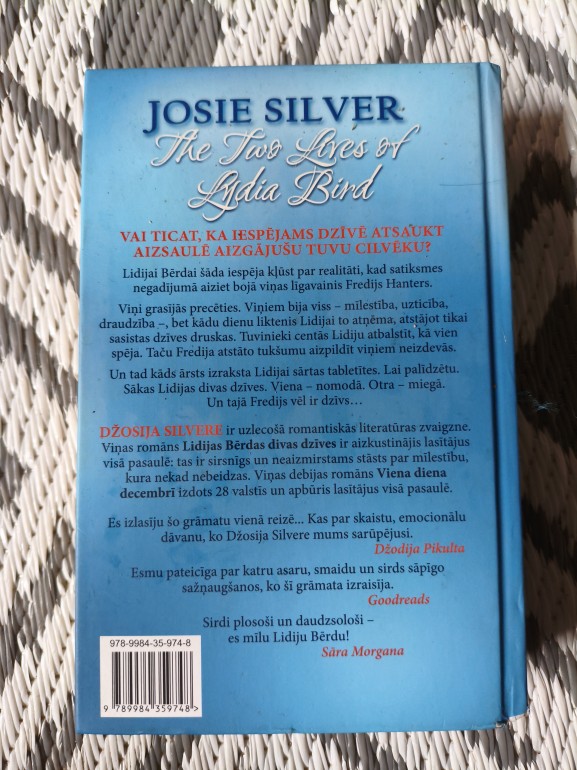 JOSIE SILVER
The Two Lives of
Lydia Bird
VAI TICAT, KA IESPĒJAMS DZĪVĒ ATSAUKT
AIZSAULĒ AIZGĀJUŠU TUVU CILVĒKU?
Lidijai Bērdai šāda iespēja kļūst par realitāti, kad satiksmes
negadījumā aiziet bojā viņas līgavainis Fredijs Hanters.
Viņi grasījās precēties. Viņiem bija viss – mīlestība, uzticība,
draudzība –, bet kādu dienu liktenis Lidijai to atņēma, atstājot tikai
sasistas dzīves druskas. Tuvinieki centās Lidiju atbalstīt, kā vien
spēja. Taču Fredija atstāto tukšumu aizpildīt viņiem neizdevās.
Un tad kāds ārsts izraksta Lidijai sārtas tabletītes. Lai palīdzētu.
Sākas Lidijas divas dzīves. Viena – nomodā. Otra – miegā.
Un tajā Fredijs vēl ir dzīvs…
DŽOSIJA SILVERE ir uzlecošā romantiskās literatūras zvaigzne.
Viņas romāns Lidijas Bērdas divas dzīves ir aizkustinājis lasītājus
visā pasaulē: tas ir sirsnīgs un neaizmirstams stāsts par mīlestību,
kura nekad nebeidzas. Viņas debijas romāns Viena diena
decembrī izdots 28 valstīs un apbūris lasītājus visā pasaulē.
Es izlasīju šo grāmatu vienā reizē... Kas par skaistu, emocionālu
dāvanu, ko Džosija Silvere mums sarūpējusi.
Džodija Pikulta
Esmu pateicīga par katru asaru, smaidu un sirds sāpīgo
sažņaugšanos, ko šī grāmata izraisīja.
Goodreads
Sirdi plosoši un daudzsološi –
es mīlu Lidiju Bērdu!
Sāra Morgana
978-9984-35-974-8
9 789984 359748 >